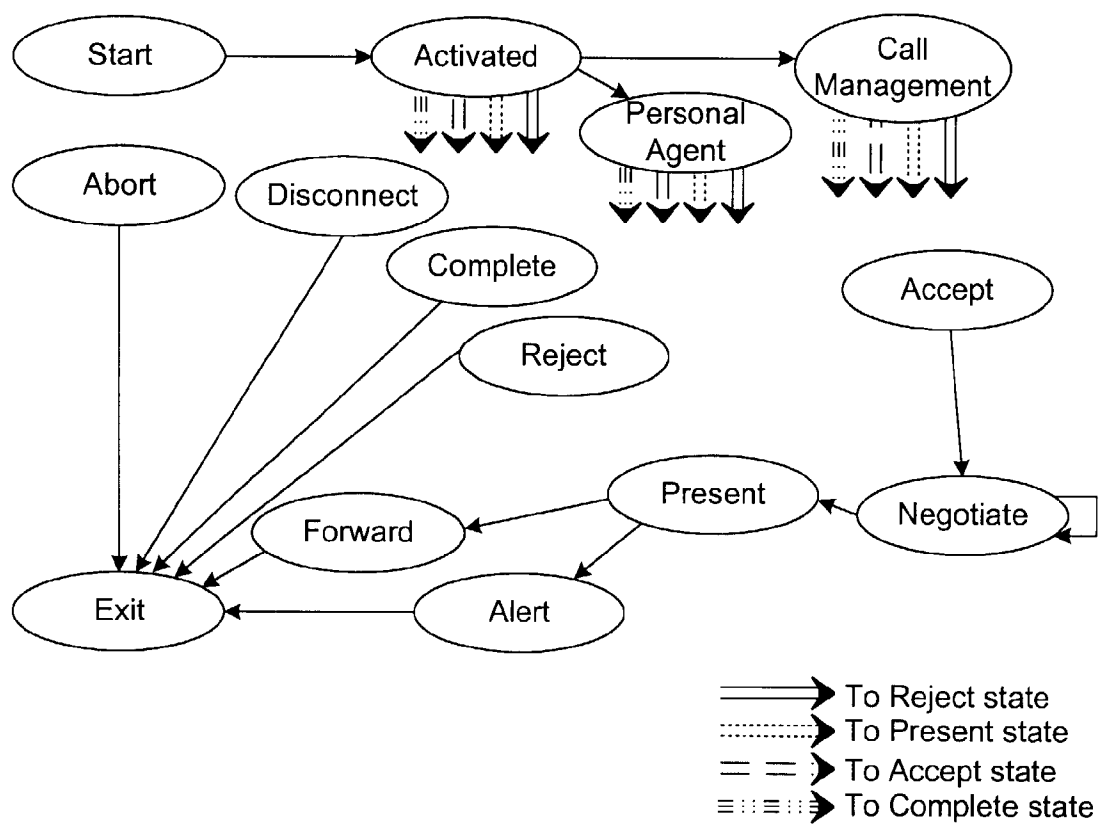 Start
Activated
Call
Management
Personal
Agent
Abort
Disconnect
Complete
Accept
Reject
Present
Negotiate
Forward
Exit
Alert
To Reject state
To Present state
To Accept state
To Complete state